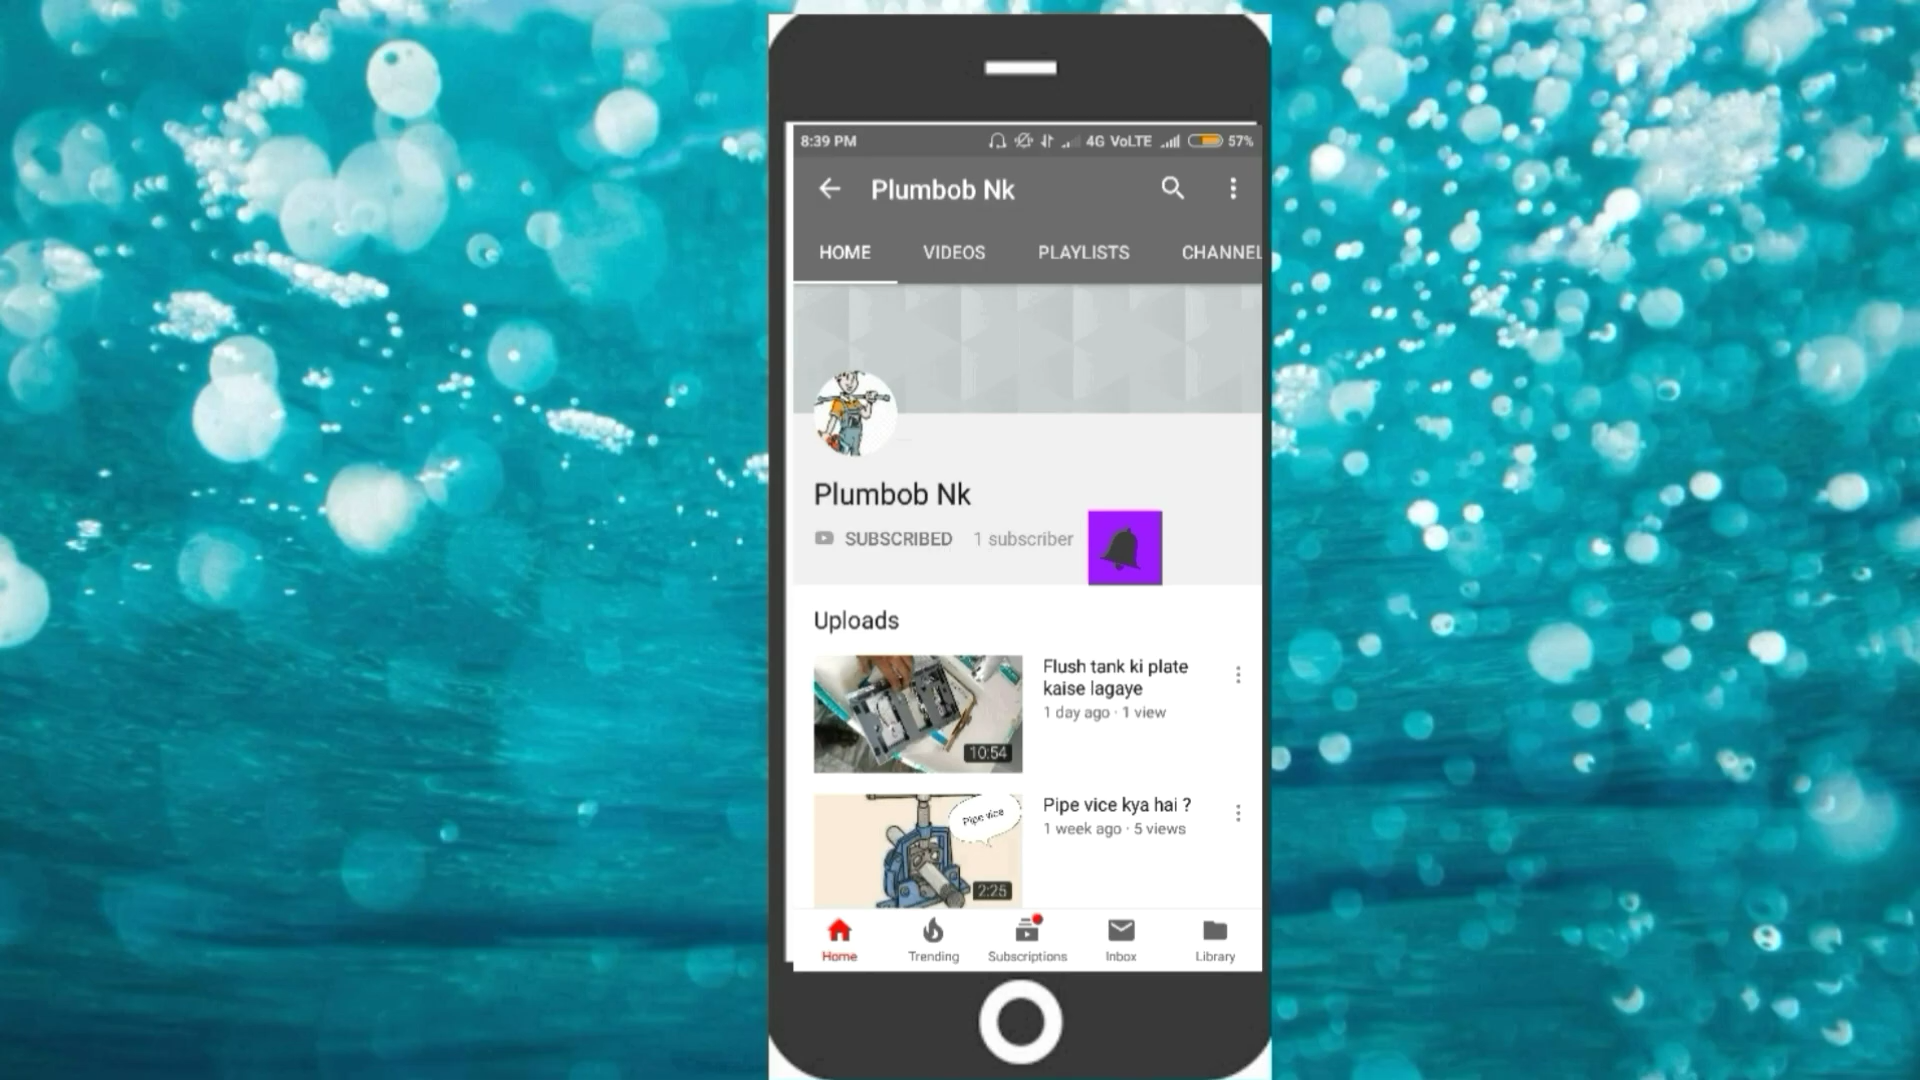 8:39 PM 4G VoLTE 57%
Plumbob Nk
HOME VIDEOS PLAYLISTS CHANNEL
Plumbob Nk
SUBSCRIBED 1 subscriber
Uploads
Flush tank ki plate
kaise lagaye
1 day ago · 1 view
10:54
Pipe vice
Pipe vice kya hai ?
1 week ago · 5 views
2:25
Home Trending Subscriptions Inbox Library